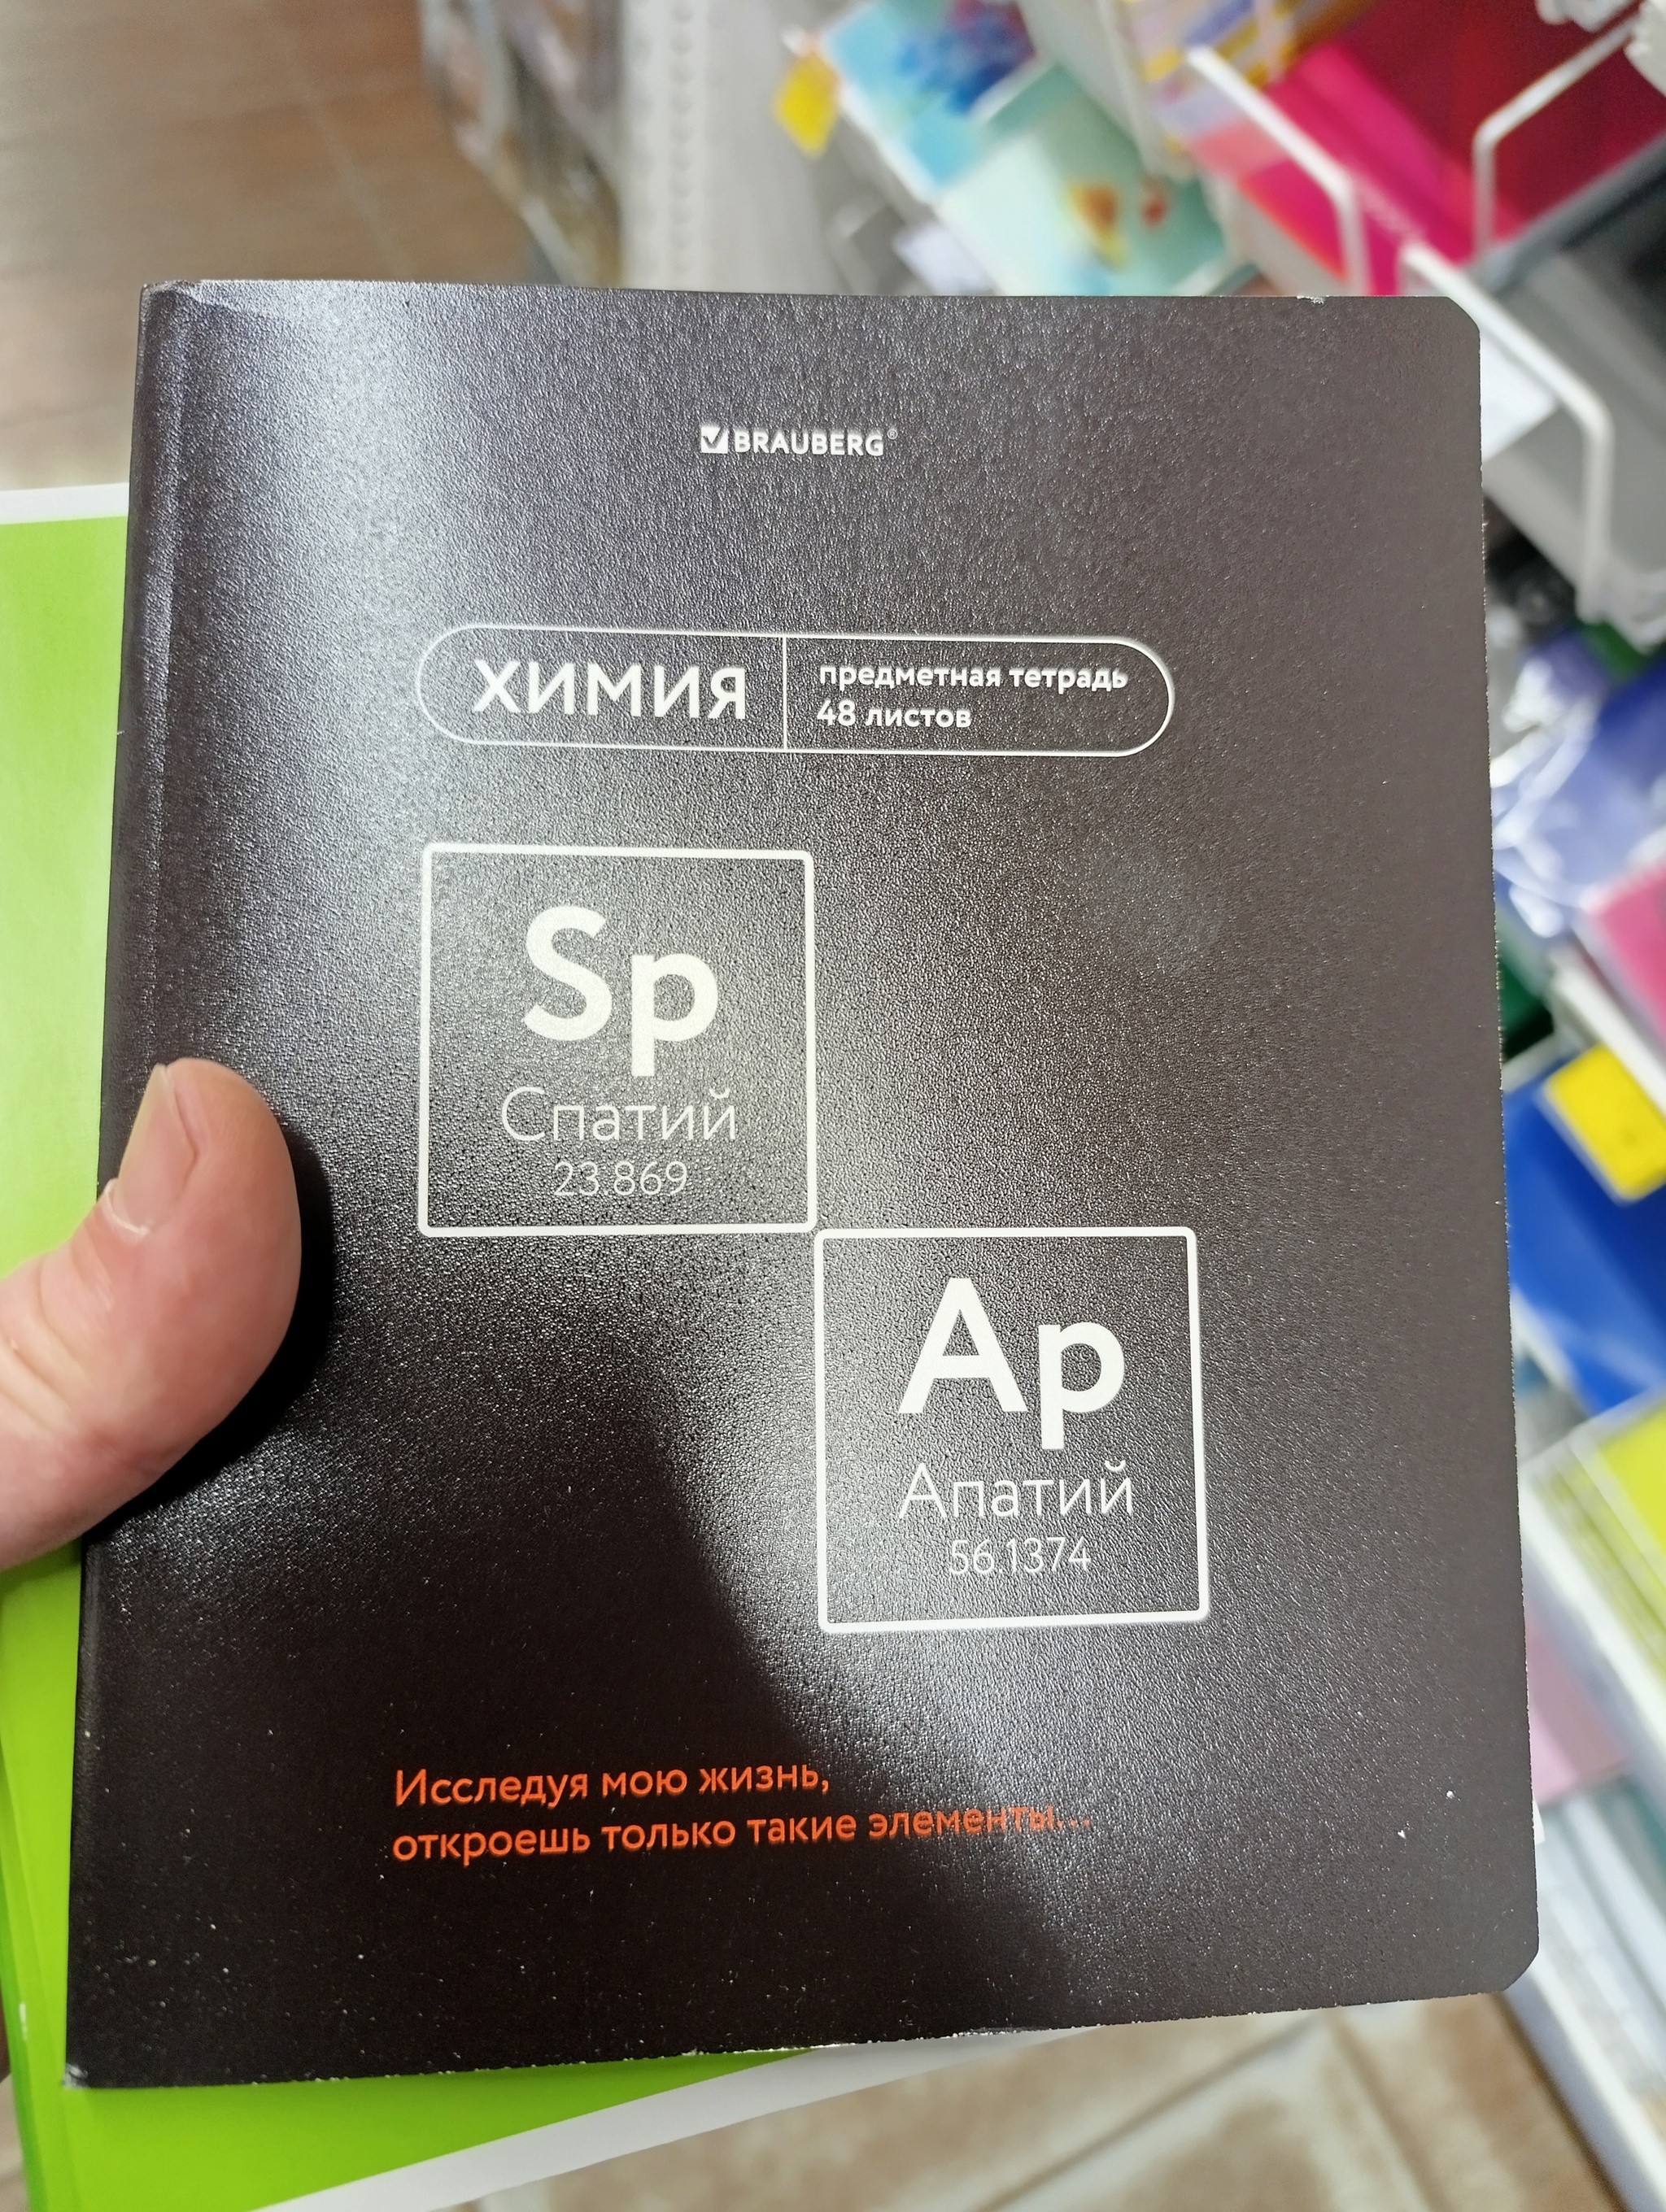 BRAUBERG®
ХИМИЯ
предметная тетрадь
48 листов
Sp
Спатий
23.869
Ap
Апатий
56.1374
Исследуя мою жизнь,
откроешь только такие элементы...